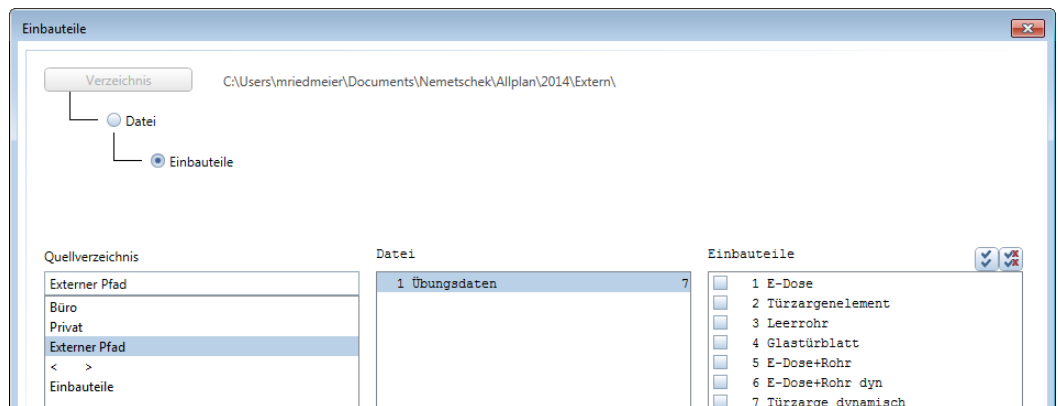 Einbauteile
Verzeichnis
C:\Users\mriedmeier\Documents\Nemetschek\Allplan\2014\Extern\
Datei
Einbauteile
Quellverzeichnis
Externer Pfad
Büro
Privat
Externer Pfad
< >
Einbauteile
Datei
1 Übungsdaten 7
Einbauteile
1 E-Dose
2 Türzargenelement
3 Leerrohr
4 Glastürblatt
5 E-Dose+Rohr
6 E-Dose+Rohr dyn
7 Türzarge dynamisch